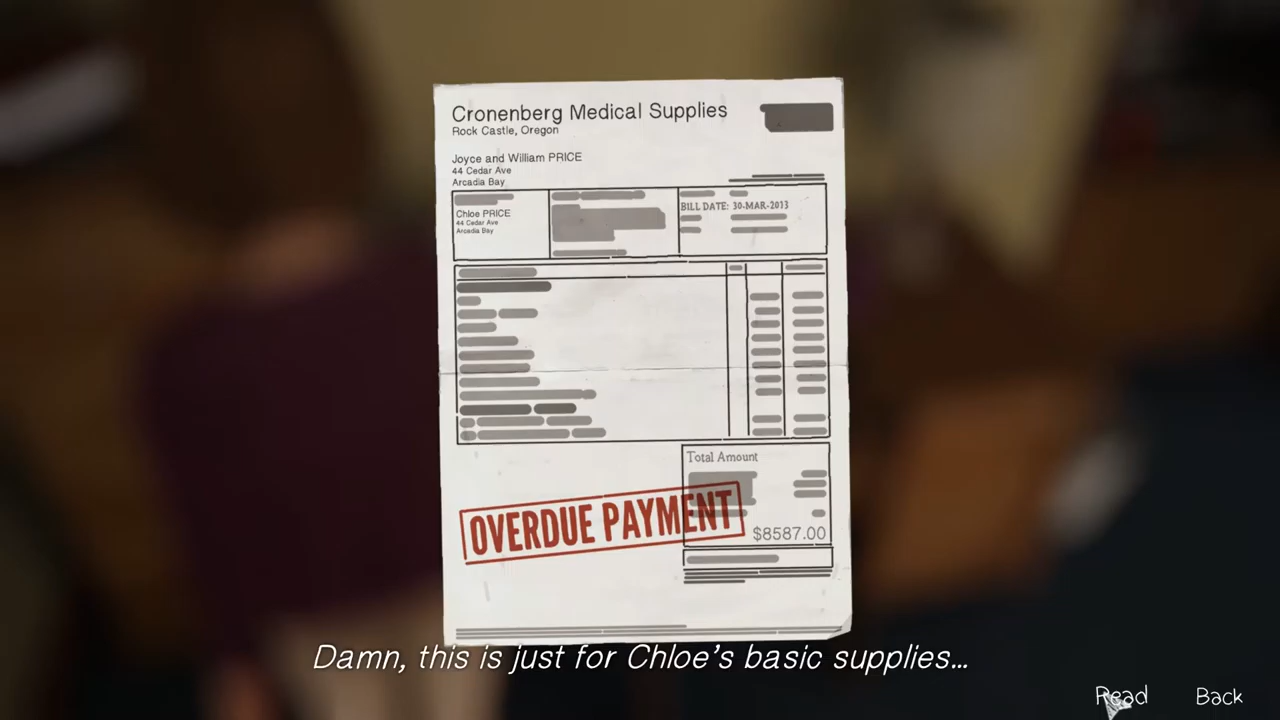 Cronenberg Medical Supplies
Rock Castle, Oregon
Joyce and William PRICE
44 Cedar Ave
Arcadia Bay
Chloe PRICE
44 Cedar Ave
Arcadia Bay
BILL DATE: 30-MAR-2013
Total Amount
OVERDUE PAYMENT
$8587.00
Damn, this is just for Chloe's basic supplies...
Read Back